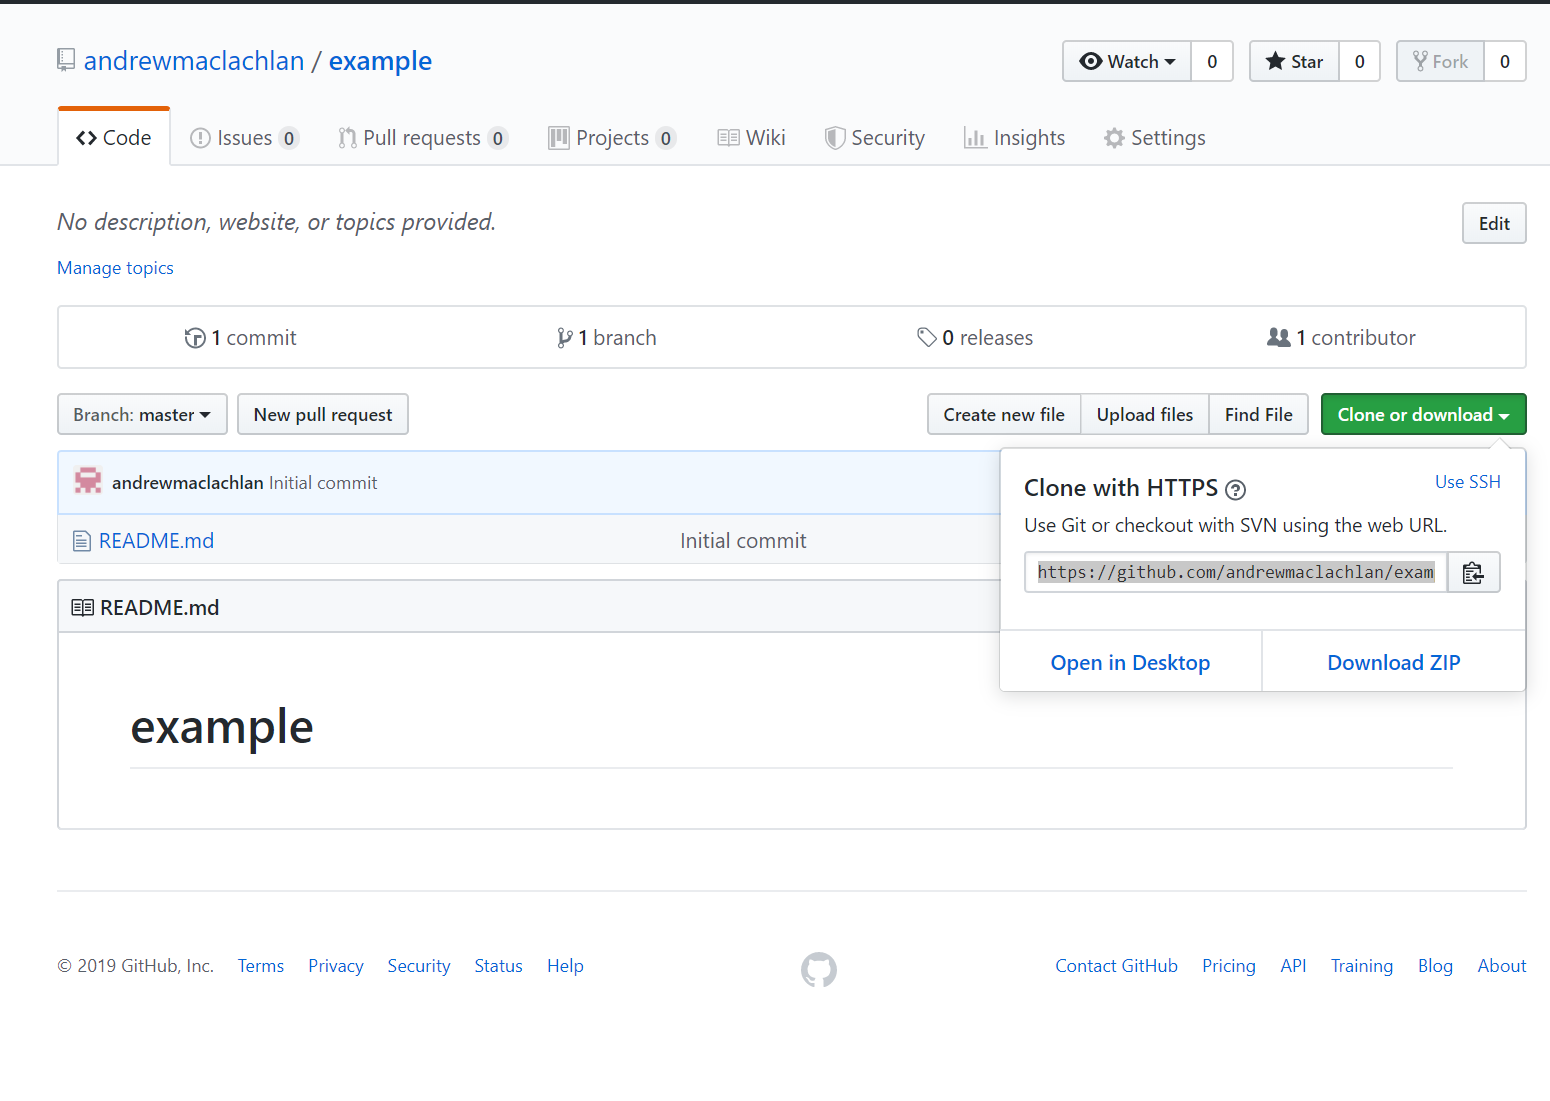 andrewmaclachlan / example
Watch 0 Star 0 Fork 0
Code Issues 0 Pull requests 0 Projects 0 Wiki Security Insights Settings
No description, website, or topics provided. Edit
Manage topics
1 commit 1 branch 0 releases 1 contributor
Branch: master New pull request Create new file Upload files Find File Clone or download
andrewmaclachlan Initial commit
README.md Initial commit
Clone with HTTPS ? Use SSH
Use Git or checkout with SVN using the web URL.
https://github.com/andrewmaclachlan/exam
Open in Desktop Download ZIP
README.md
example
© 2019 GitHub, Inc. Terms Privacy Security Status Help Contact GitHub Pricing API Training Blog About